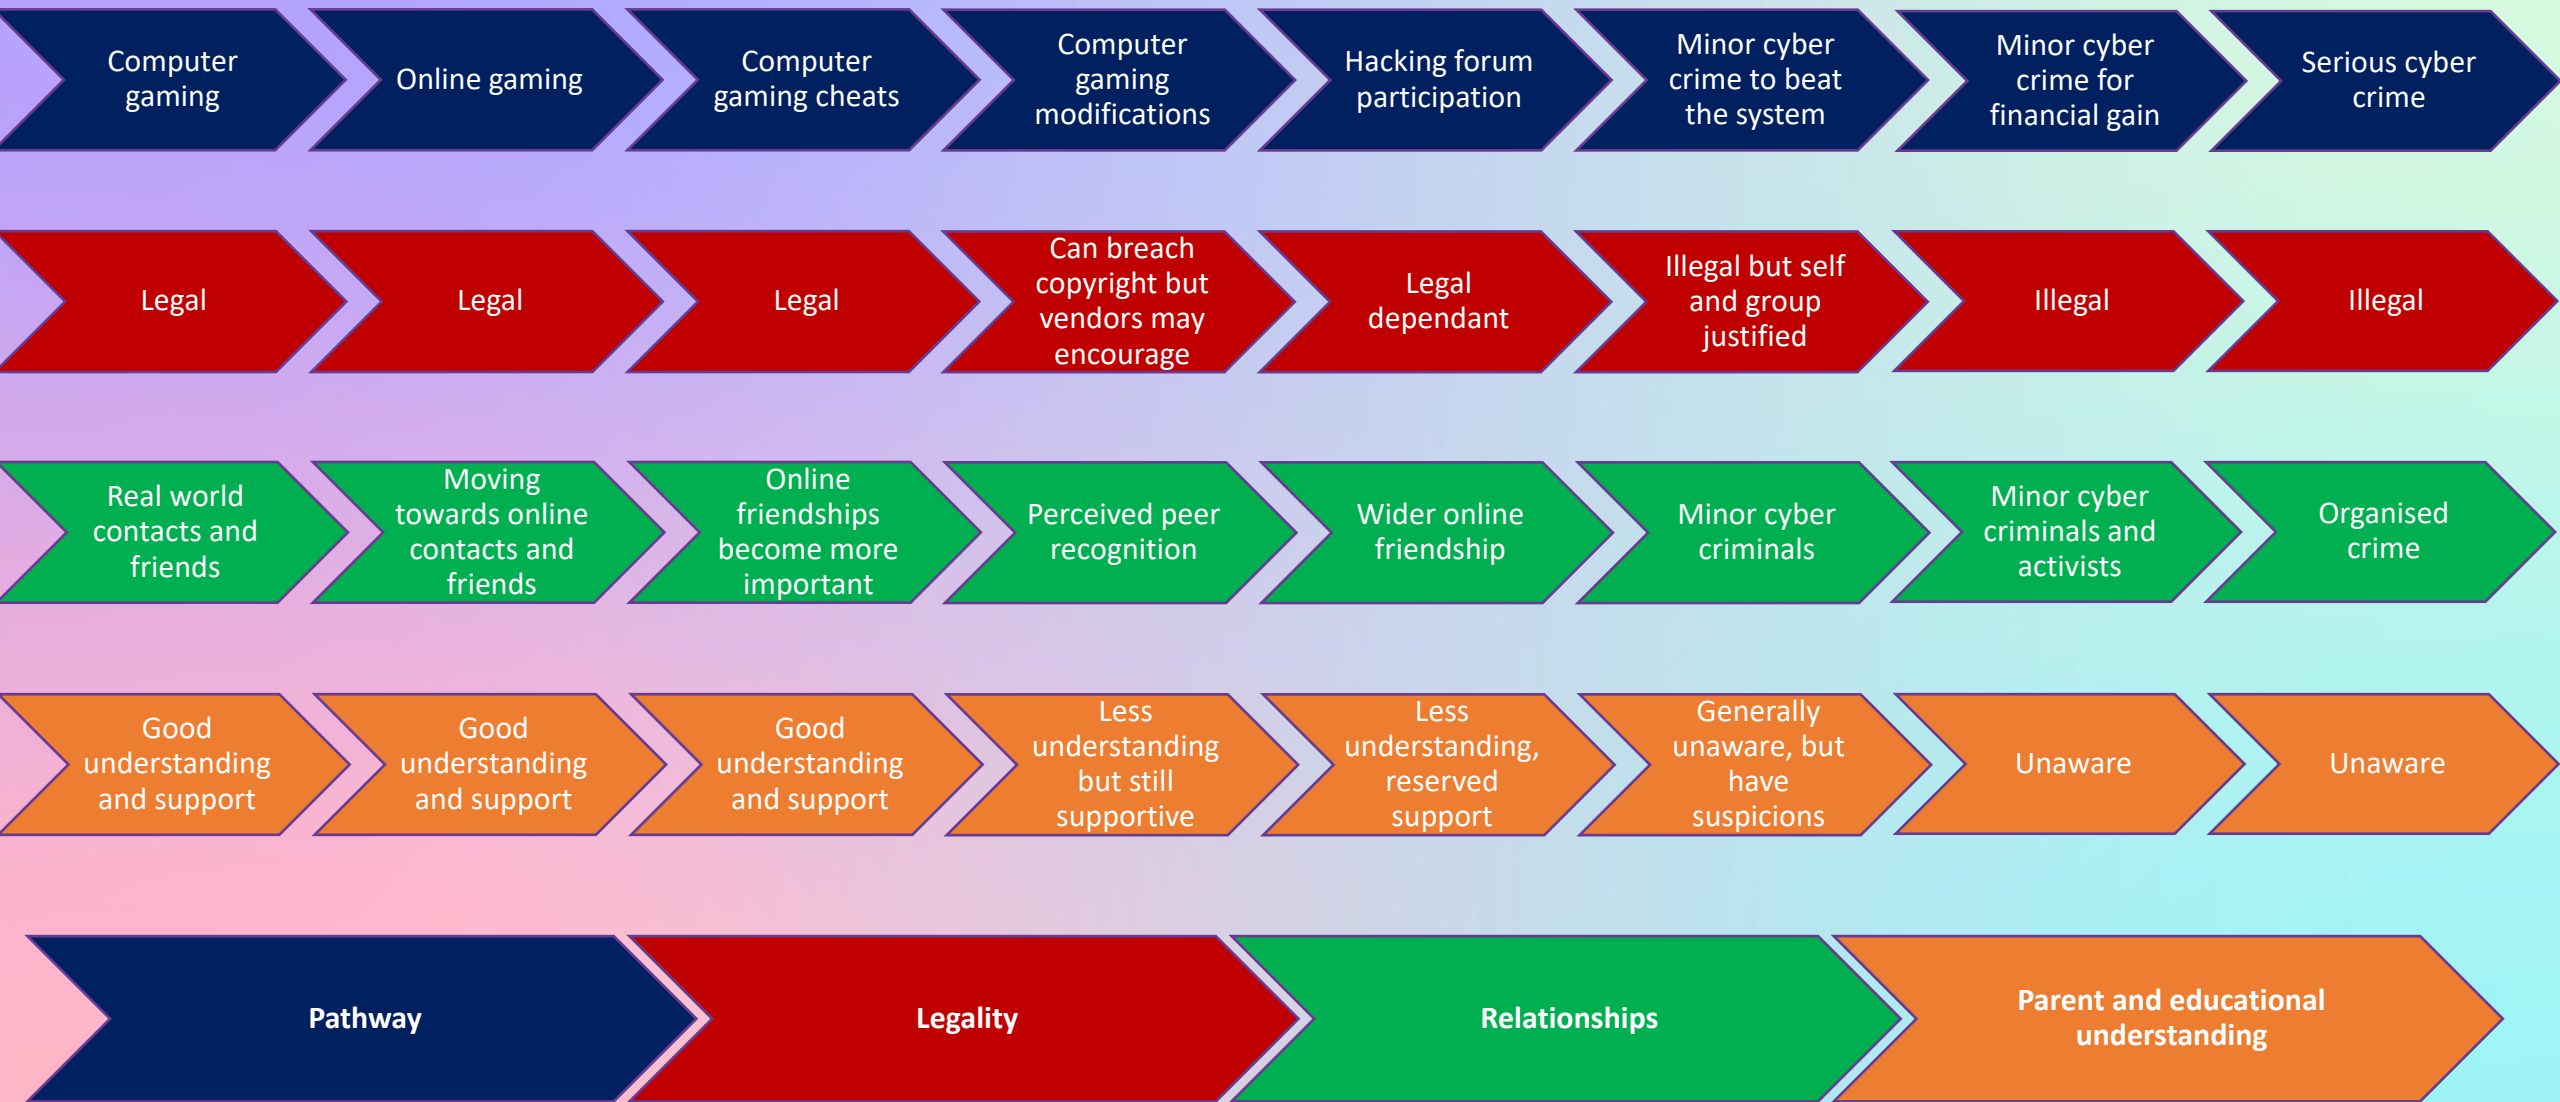 Computer
gaming
Online gaming
Computer
gaming cheats
Computer
gaming
modifications
Hacking forum
participation
Minor cyber
crime to beat
the system
Minor cyber
crime for
financial gain
Serious cyber
crime
Legal
Legal
Legal
Can breach
copyright but
vendors may
encourage
Legal
dependant
Illegal but self
and group
justified
Illegal
Illegal
Real world
contacts and
friends
Moving
towards online
contacts and
friends
Online
friendships
become more
important
Perceived peer
recognition
Wider online
friendship
Minor cyber
criminals
Minor cyber
criminals and
activists
Organised
crime
Good
understanding
and support
Good
understanding
and support
Good
understanding
and support
Less
understanding
but still
supportive
Less
understanding,
reserved
support
Generally
unaware, but
have
suspicions
Unaware
Unaware
Pathway
Legality
Relationships
Parent and educational
understanding